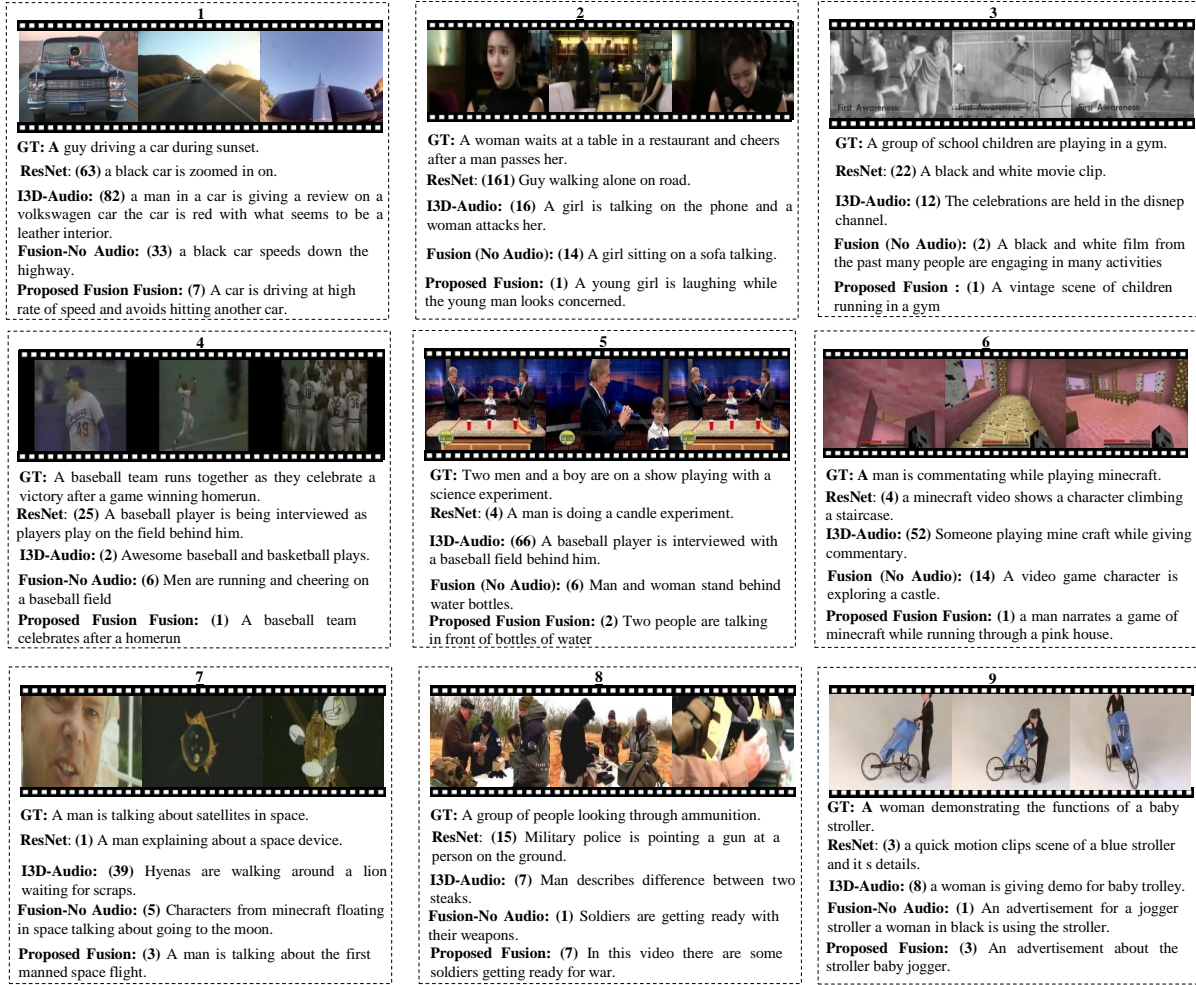 1
GT: A guy driving a car during sunset.
ResNet: (63) a black car is zoomed in on.
I3D-Audio: (82) a man in a car is giving a review on a
volkswagen car the car is red with what seems to be a
leather interior.
Fusion-No Audio: (33) a black car speeds down the
highway.
Proposed Fusion Fusion: (7) A car is driving at high
rate of speed and avoids hitting another car.
2
GT: A woman waits at a table in a restaurant and cheers
after a man passes her.
ResNet: (161) Guy walking alone on road.
I3D-Audio: (16) A girl is talking on the phone and a
woman attacks her.
Fusion (No Audio): (14) A girl sitting on a sofa talking.
Proposed Fusion: (1) A young girl is laughing while
the young man looks concerned.
3
First Awareness:
First Awareness:
First Awareness:
GT: A group of school children are playing in a gym.
ResNet: (22) A black and white movie clip.
I3D-Audio: (12) The celebrations are held in the disnep
channel.
Fusion (No Audio): (2) A black and white film from
the past many people are engaging in many activities
Proposed Fusion : (1) A vintage scene of children
running in a gym
4
49
GT: A baseball team runs together as they celebrate a
victory after a game winning homerun.
ResNet: (25) A baseball player is being interviewed as
players play on the field behind him.
I3D-Audio: (2) Awesome baseball and basketball plays.
Fusion-No Audio: (6) Men are running and cheering on
a baseball field
Proposed Fusion Fusion: (1) A baseball team
celebrates after a homerun
5
GT: Two men and a boy are on a show playing with a
science experiment.
ResNet: (4) A man is doing a candle experiment.
I3D-Audio: (66) A baseball player is interviewed with
a baseball field behind him.
Fusion (No Audio): (6) Man and woman stand behind
water bottles.
Proposed Fusion Fusion: (2) Two people are talking
in front of bottles of water
6
GT: A man is commentating while playing minecraft.
ResNet: (4) a minecraft video shows a character climbing
a staircase.
I3D-Audio: (52) Someone playing mine craft while giving
commentary.
Fusion (No Audio): (14) A video game character is
exploring a castle.
Proposed Fusion Fusion: (1) a man narrates a game of
minecraft while running through a pink house.
7
GT: A man is talking about satellites in space.
ResNet: (1) A man explaining about a space device.
I3D-Audio: (39) Hyenas are walking around a lion
waiting for scraps.
Fusion-No Audio: (5) Characters from minecraft floating
in space talking about going to the moon.
Proposed Fusion: (3) A man is talking about the first
manned space flight.
8
GT: A group of people looking through ammunition.
ResNet: (15) Military police is pointing a gun at a
person on the ground.
I3D-Audio: (7) Man describes difference between two
steaks.
Fusion-No Audio: (1) Soldiers are getting ready with
their weapons.
Proposed Fusion: (7) In this video there are some
soldiers getting ready for war.
9
GT: A woman demonstrating the functions of a baby
stroller.
ResNet: (3) a quick motion clips scene of a blue stroller
and it s details.
I3D-Audio: (8) a woman is giving demo for baby trolley.
Fusion-No Audio: (1) An advertisement for a jogger
stroller a woman in black is using the stroller.
Proposed Fusion: (3) An advertisement about the
stroller baby jogger.